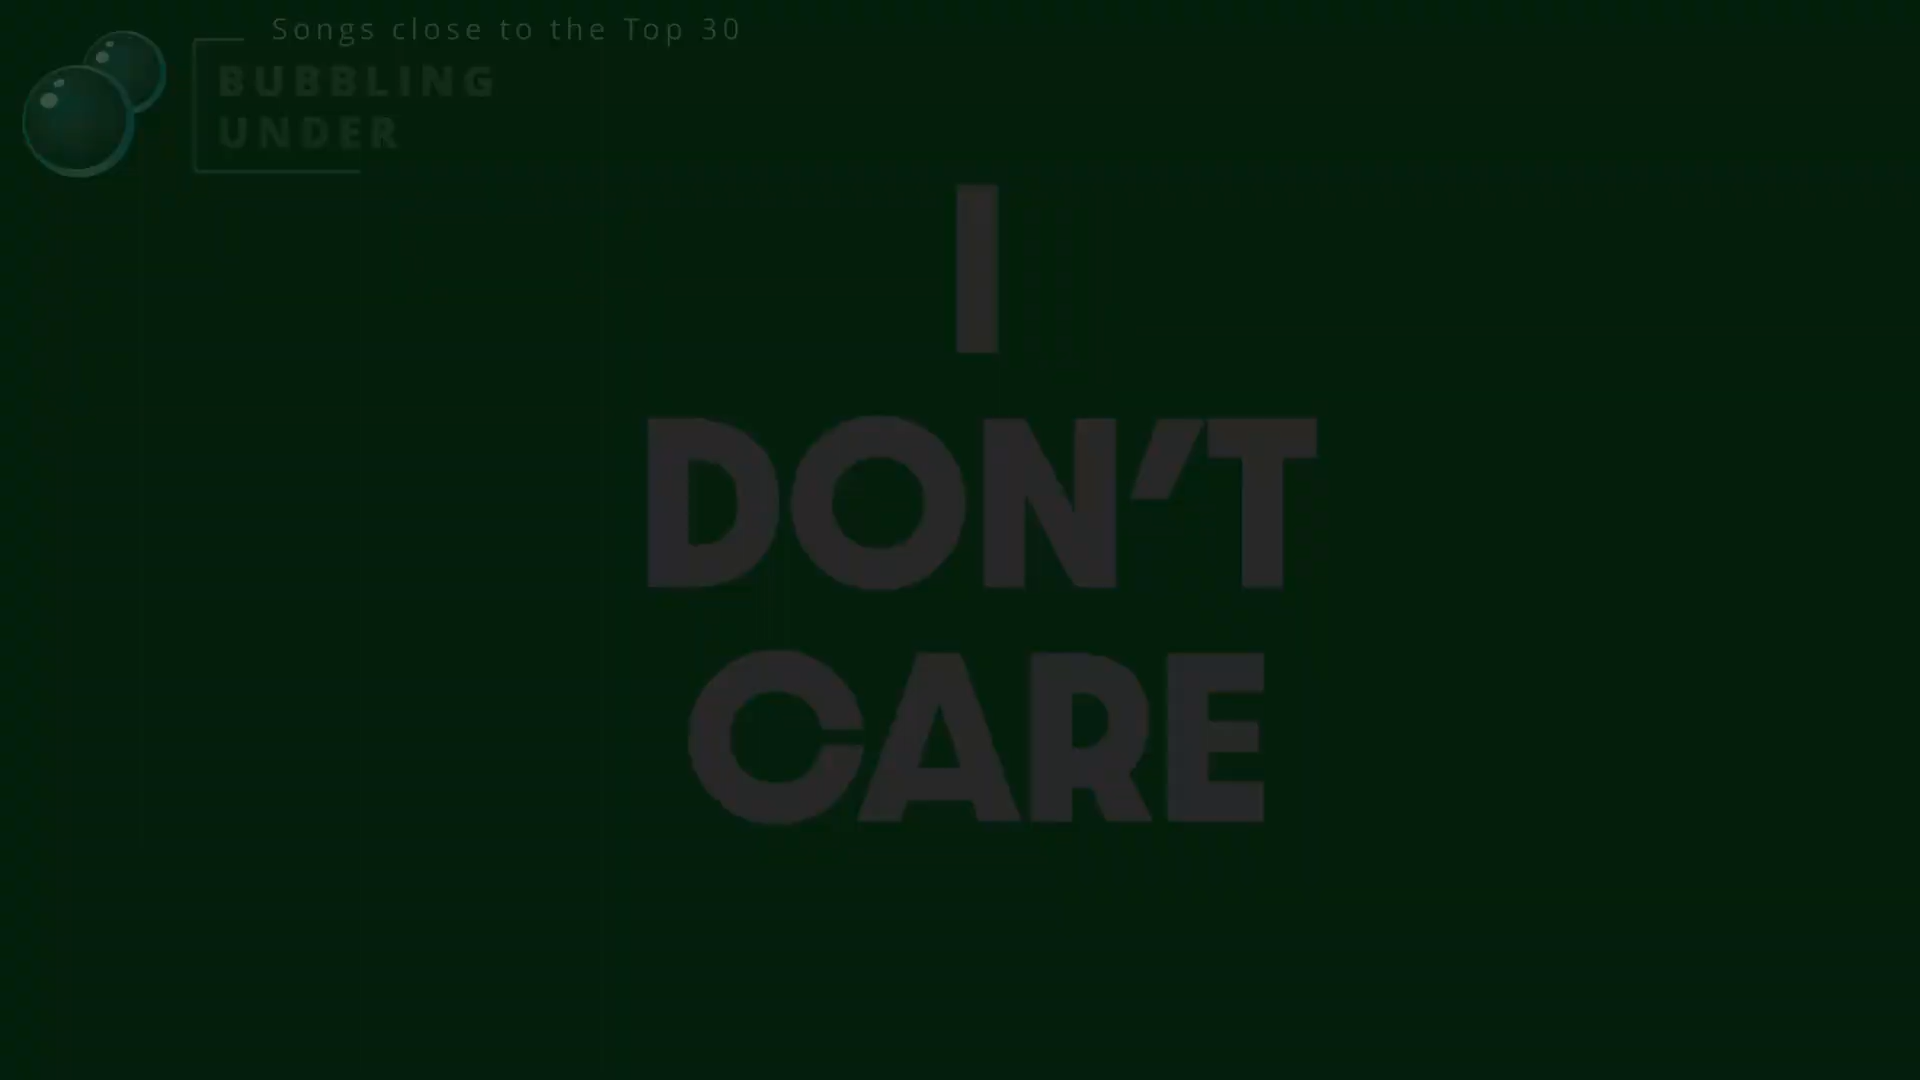 Songs close to the Top 30
BUBBLING
UNDER
I
DON'T
CARE